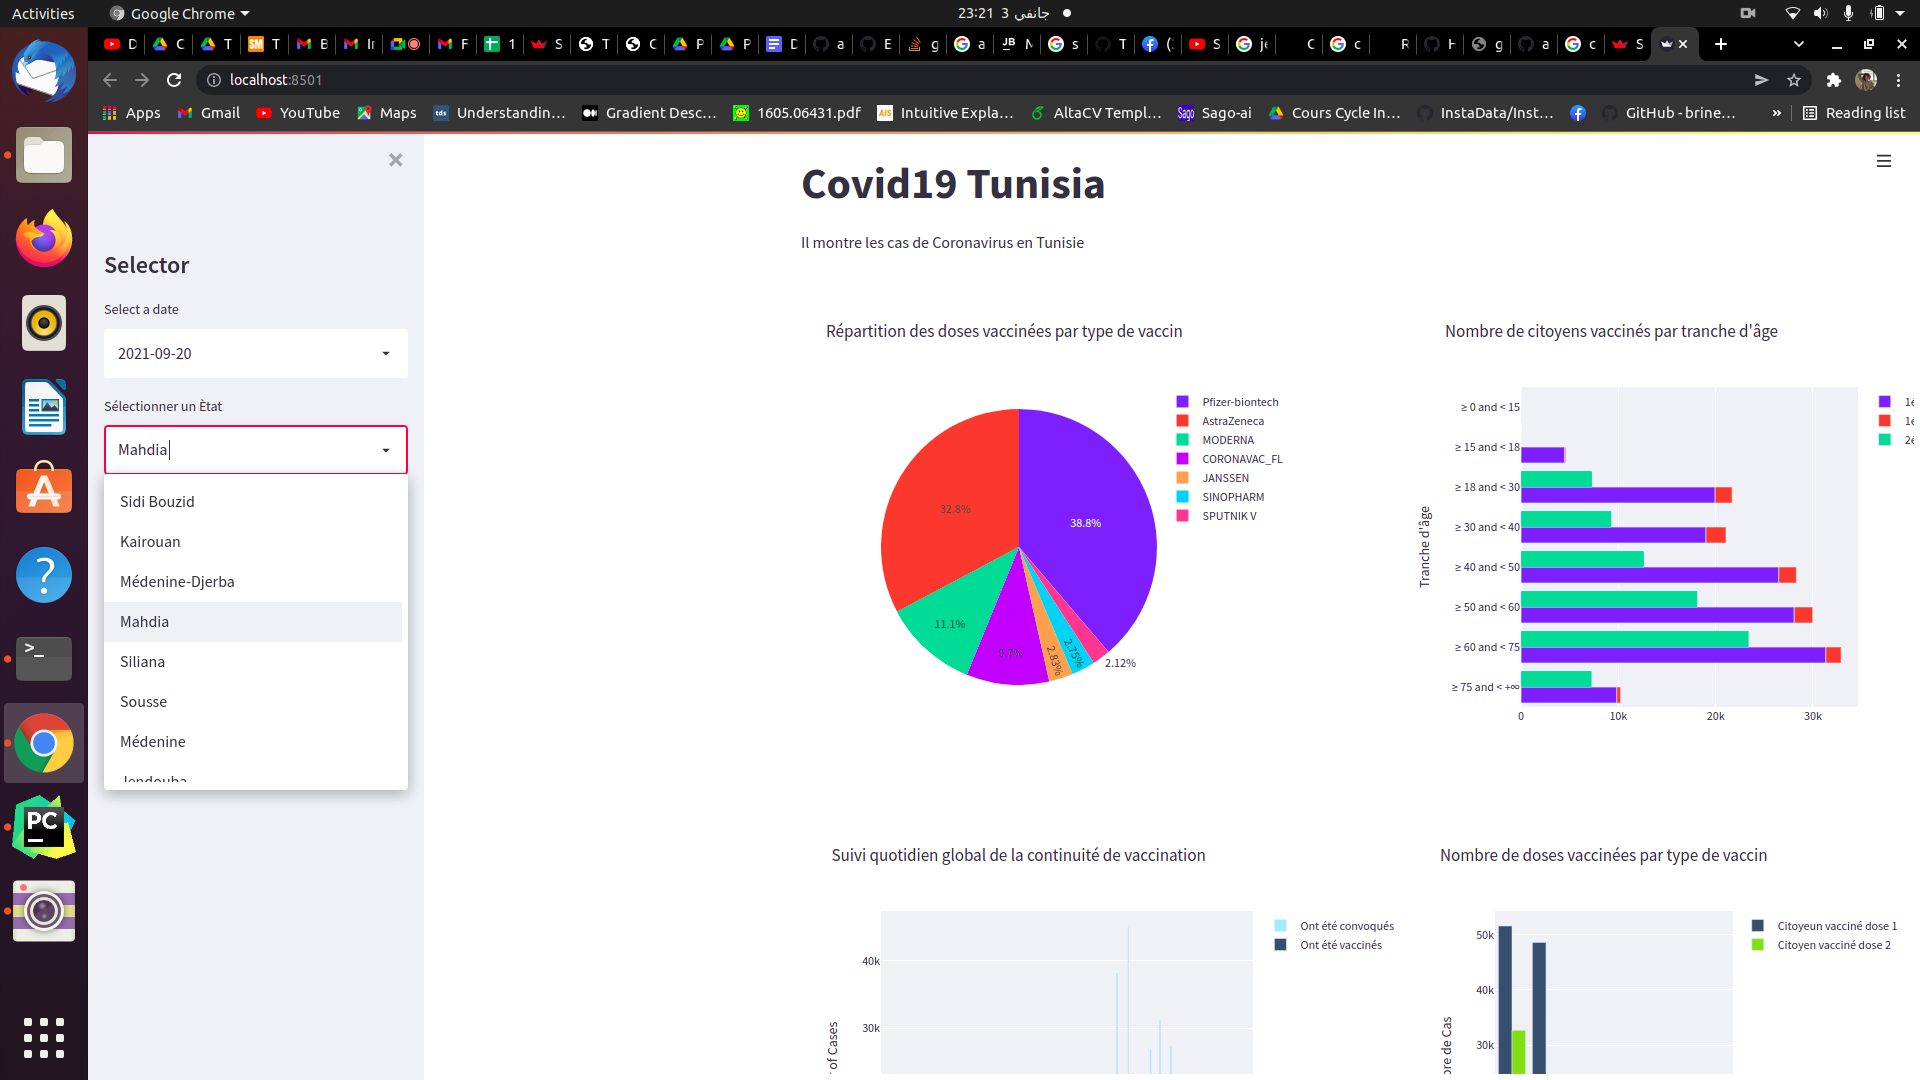 Activities
Google Chrome
23:21 3 جانفي
localhost:8501
Apps
Gmail
YouTube
Maps
tds
Understandin...
Gradient Desc...
1605.06431.pdf
AIS
Intuitive Expla...
AltaCV Templ...
Sago
Sago-ai
Cours Cycle In...
InstaData/Inst...
GitHub - brine...
»
Reading list
Covid19 Tunisia
Il montre les cas de Coronavirus en Tunisie
Selector
Select a date
2021-09-20
Sélectionner un Ètat
Mahdia
Sidi Bouzid
Kairouan
Médenine-Djerba
Mahdia
Siliana
Sousse
Médenine
Jendouba
Répartition des doses vaccinées par type de vaccin
Pfizer-biontech
AstraZeneca
MODERNA
CORONAVAC_FL
JANSSEN
SINOPHARM
SPUTNIK V
32.8%
38.8%
11.1%
9.7%
2.83%
2.75%
2.12%
Nombre de citoyens vaccinés par tranche d'âge
Tranche d'âge
≥ 0 and < 15
≥ 15 and < 18
≥ 18 and < 30
≥ 30 and < 40
≥ 40 and < 50
≥ 50 and < 60
≥ 60 and < 75
≥ 75 and < +∞
0
10k
20k
30k
Suivi quotidien global de la continuité de vaccination
Ont été convoqués
Ont été vaccinés
40k
30k
of Cases
Nombre de doses vaccinées par type de vaccin
Citoyeun vacciné dose 1
Citoyen vacciné dose 2
50k
40k
30k
bre de Cas
PC